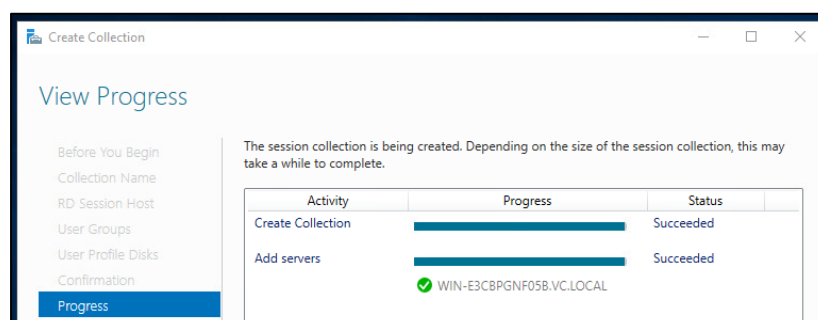 Create Collection
View Progress
Before You Begin
Collection Name
RD Session Host
User Groups
User Profile Disks
Confirmation
Progress
The session collection is being created. Depending on the size of the session collection, this may
take a while to complete.
Activity Progress Status
Create Collection Succeeded
Add servers Succeeded
WIN-E3CBPGNF05B.VC.LOCAL